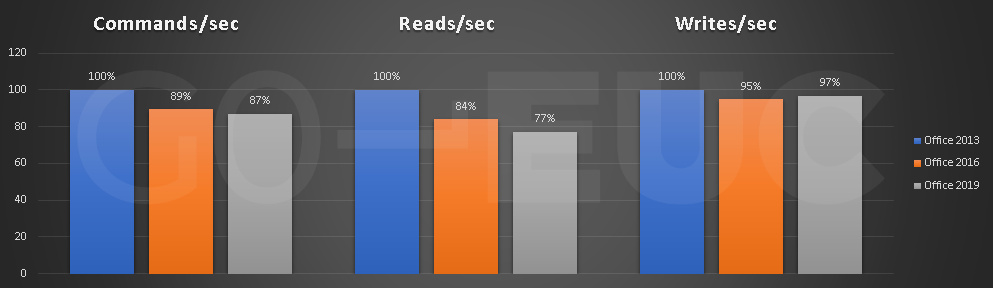 Commands/sec Reads/sec Writes/sec
120
100
80
60
40
20
0
100% 89% 87%
100% 84% 77%
100% 95% 97%
Office 2013
Office 2016
Office 2019
GO-EUC